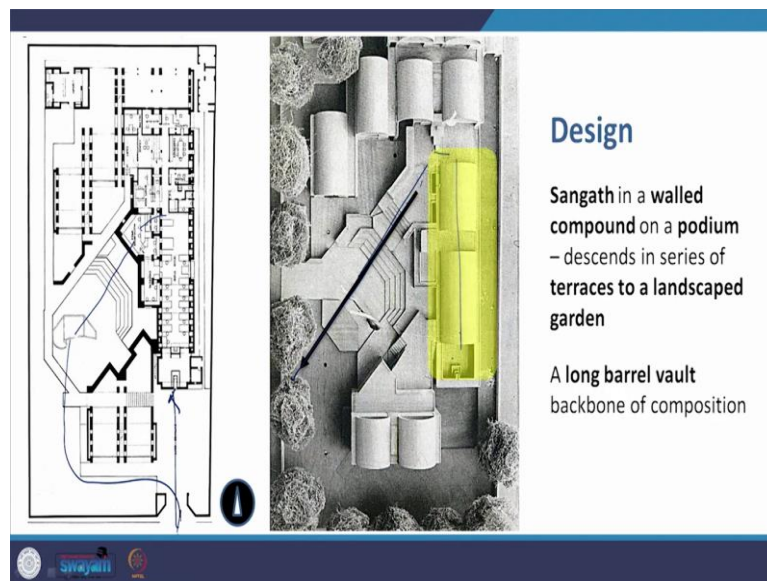 Design
Sangath in a walled
compound on a podium
– descends in series of
terraces to a landscaped
garden
A long barrel vault
backbone of composition
swayam